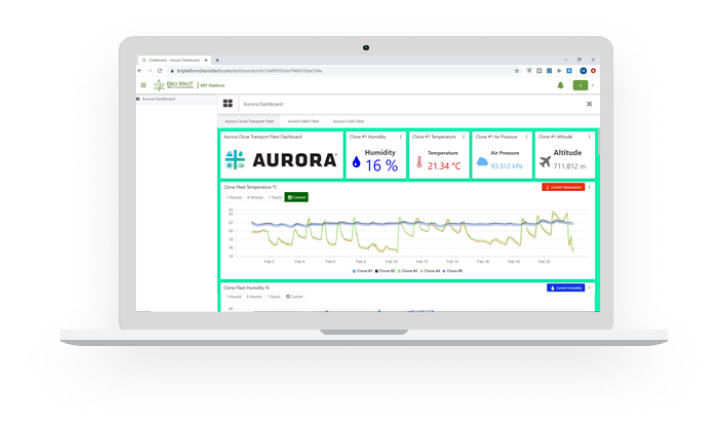 Dashboard - Aurora Dashboard
BRT Platform
Aurora Dashboard
Aurora Dashboard
Aurora Clone Transport Fleet
Aurora Pallet Fleet
Aurora Crate Fleet
Aurora Clone Transport Fleet Dashboard
AURORA
Clone #1 Humidity
Humidity
16 %
Clone #1 Temperature
Temperature
21.34 °C
Clone #1 Air Pressure
Air Pressure
93.312 kPa
Clone #1 Altitude
Altitude
711.812 m
Clone Fleet Temperature °C
Current Temperature
1 Hour(s) 8 Hour(s) 1 Day(s) Custom
Feb 2 Feb 4 Feb 6 Feb 8 Feb 10 Feb 12 Feb 14 Feb 16 Feb 18 Feb 20
Clone #1 Clone #2 Clone #3 Clone #4 Clone #5
Clone Fleet Humidity %
Current Humidity
1 Hour(s) 8 Hour(s) 1 Day(s) Custom